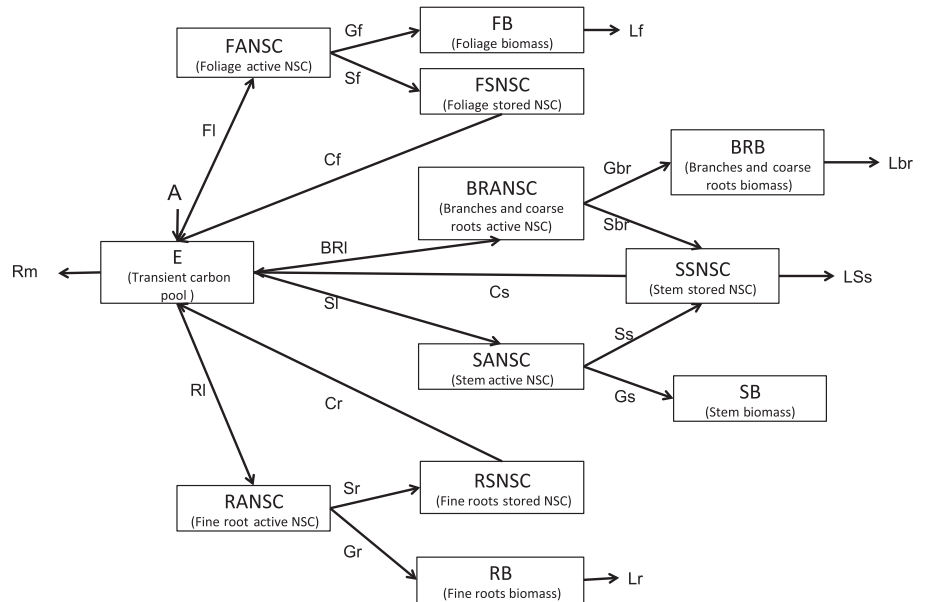 FB
(Foliage biomass)
Lf
Gf
FANSC
(Foliage active NSC)
Sf
FSNSC
(Foliage stored NSC)
Fl
Cf
BRB
(Branches and coarse
roots biomass)
Lbr
Gbr
BRANSC
(Branches and coarse
roots active NSC)
Sbr
A
E
(Transient carbon
pool )
Rm
BRl
SSNSC
(Stem stored NSC)
LSs
Cs
Sl
Ss
SANSC
(Stem active NSC)
Gs
SB
(Stem biomass)
Rl
Cr
RSNSC
(Fine roots stored NSC)
Sr
RANSC
(Fine root active NSC)
Gr
RB
(Fine roots biomass)
Lr